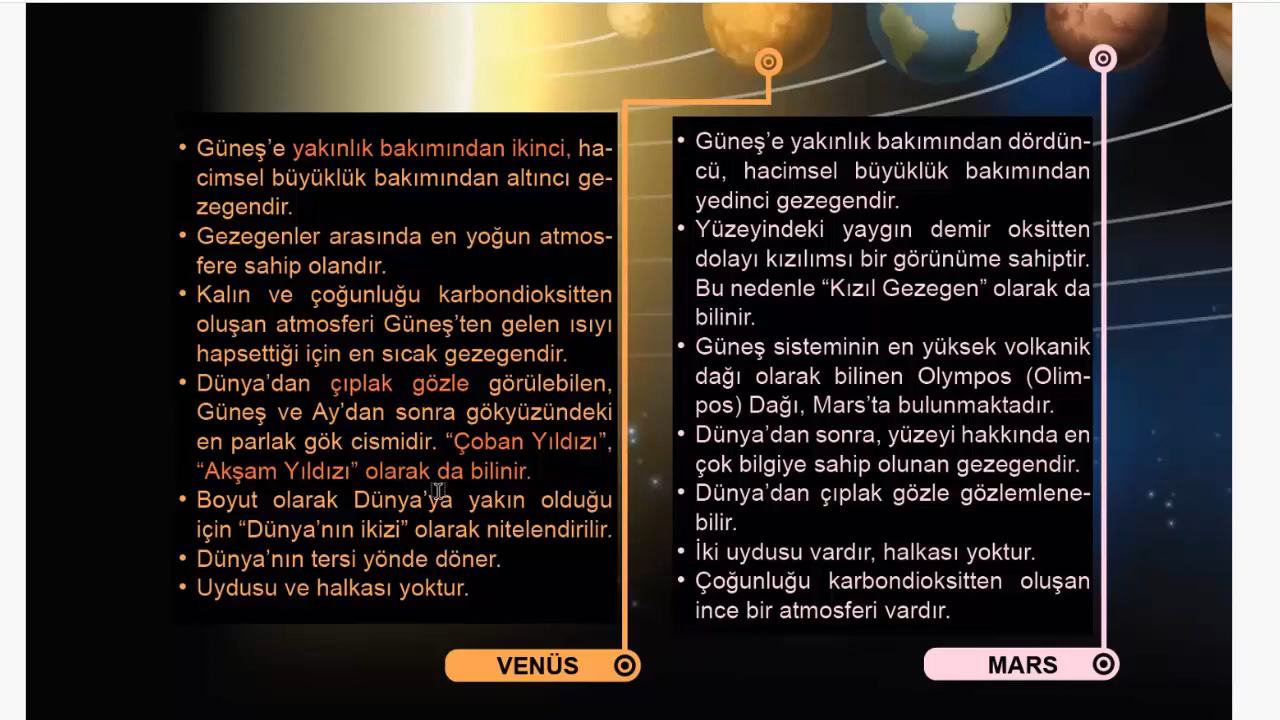 • Güneş’e yakınlık bakımından ikinci, ha-
cimsel büyüklük bakımından altıncı ge-
zegendir.
• Gezegenler arasında en yoğun atmos-
fere sahip olandır.
• Kalın ve çoğunluğu karbondioksitten
oluşan atmosferi Güneş’ten gelen ısıyı
hapsettiği için en sıcak gezegendir.
• Dünya’dan çıplak gözle görülebilen,
Güneş ve Ay’dan sonra gökyüzündeki
en parlak gök cismidir. “Çoban Yıldızı”,
“Akşam Yıldızı” olarak da bilinir.
• Boyut olarak Dünya’ya yakın olduğu
için “Dünya’nın ikizi” olarak nitelendirilir.
• Dünya’nın tersi yönde döner.
• Uydusu ve halkası yoktur.
VENÜS
• Güneş’e yakınlık bakımından dördün-
cü, hacimsel büyüklük bakımından
yedinci gezegendir.
• Yüzeyindeki yaygın demir oksitten
dolayı kızılımsı bir görünüme sahiptir.
Bu nedenle “Kızıl Gezegen” olarak da
bilinir.
• Güneş sisteminin en yüksek volkanik
dağı olarak bilinen Olympos (Olim-
pos) Dağı, Mars’ta bulunmaktadır.
• Dünya’dan sonra, yüzeyi hakkında en
çok bilgiye sahip olunan gezegendir.
• Dünya’dan çıplak gözle gözlemlene-
bilir.
• İki uydusu vardır, halkası yoktur.
• Çoğunluğu karbondioksitten oluşan
ince bir atmosferi vardır.
MARS